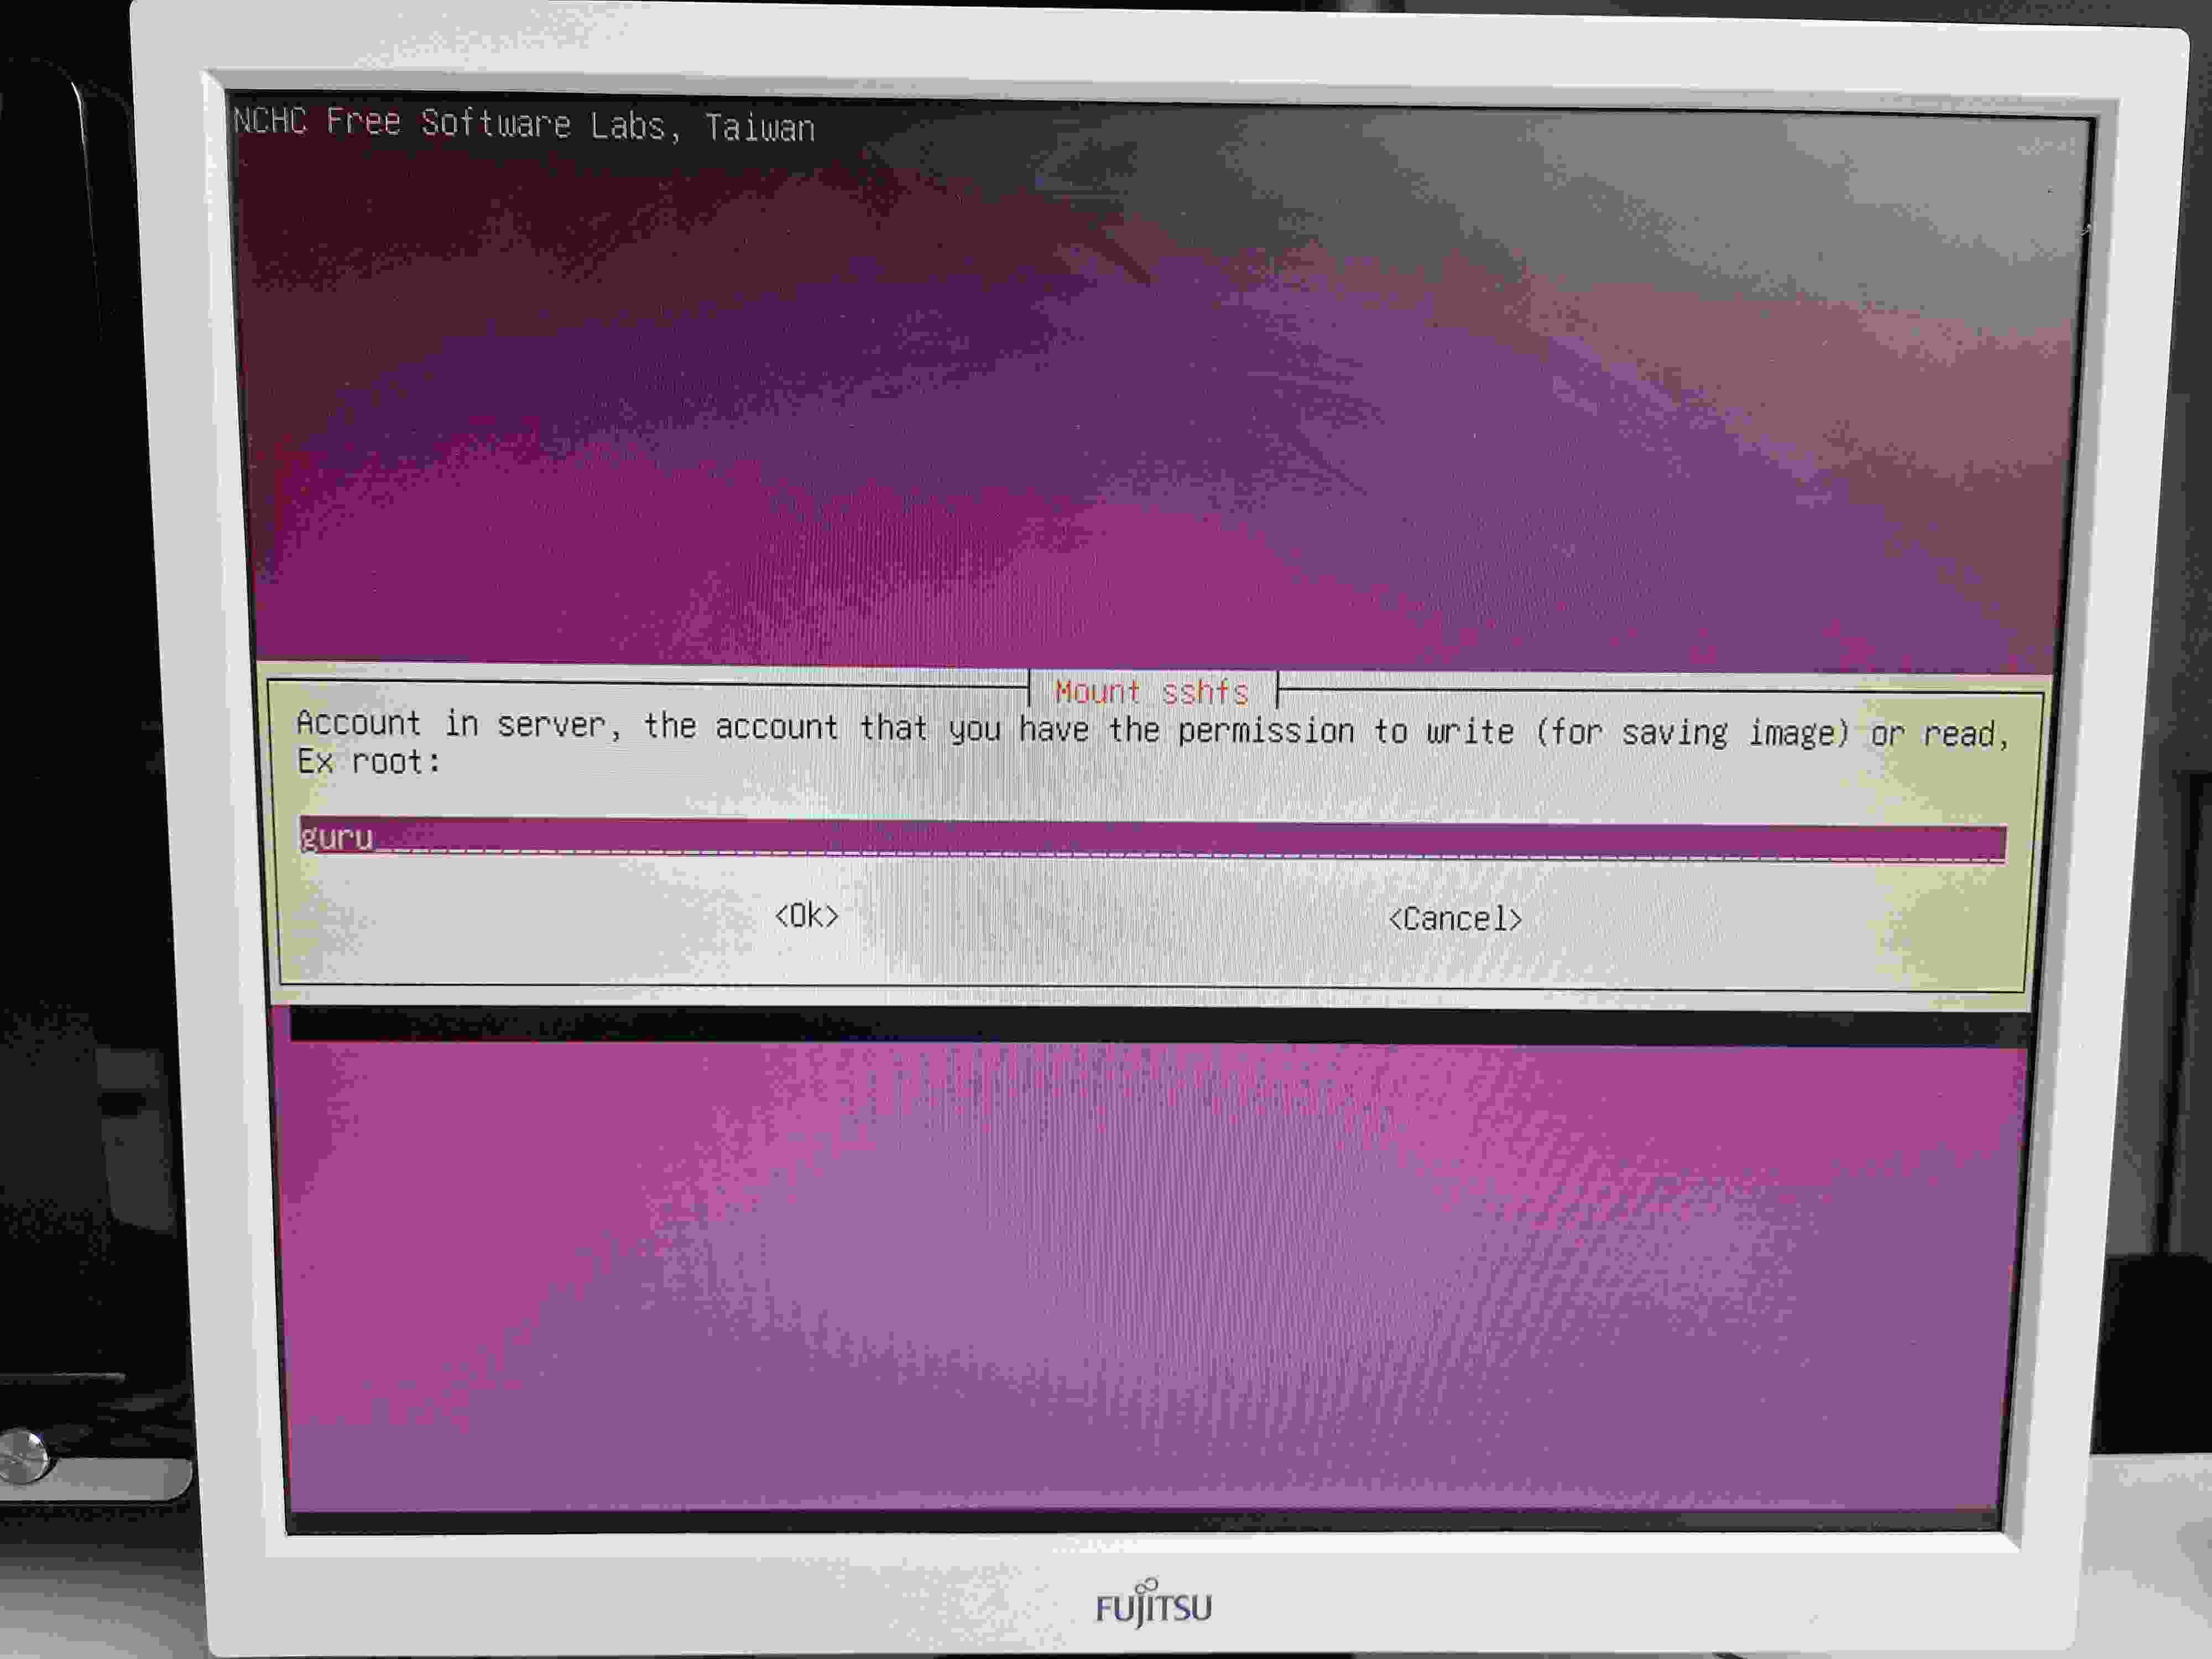 NCHC Free Software Labs, Taiwan
Mount sshfs
Account in server, the account that you have the permission to write (for saving image) or read,
Ex root:
guru
<Ok> <Cancel>
FUJITSU